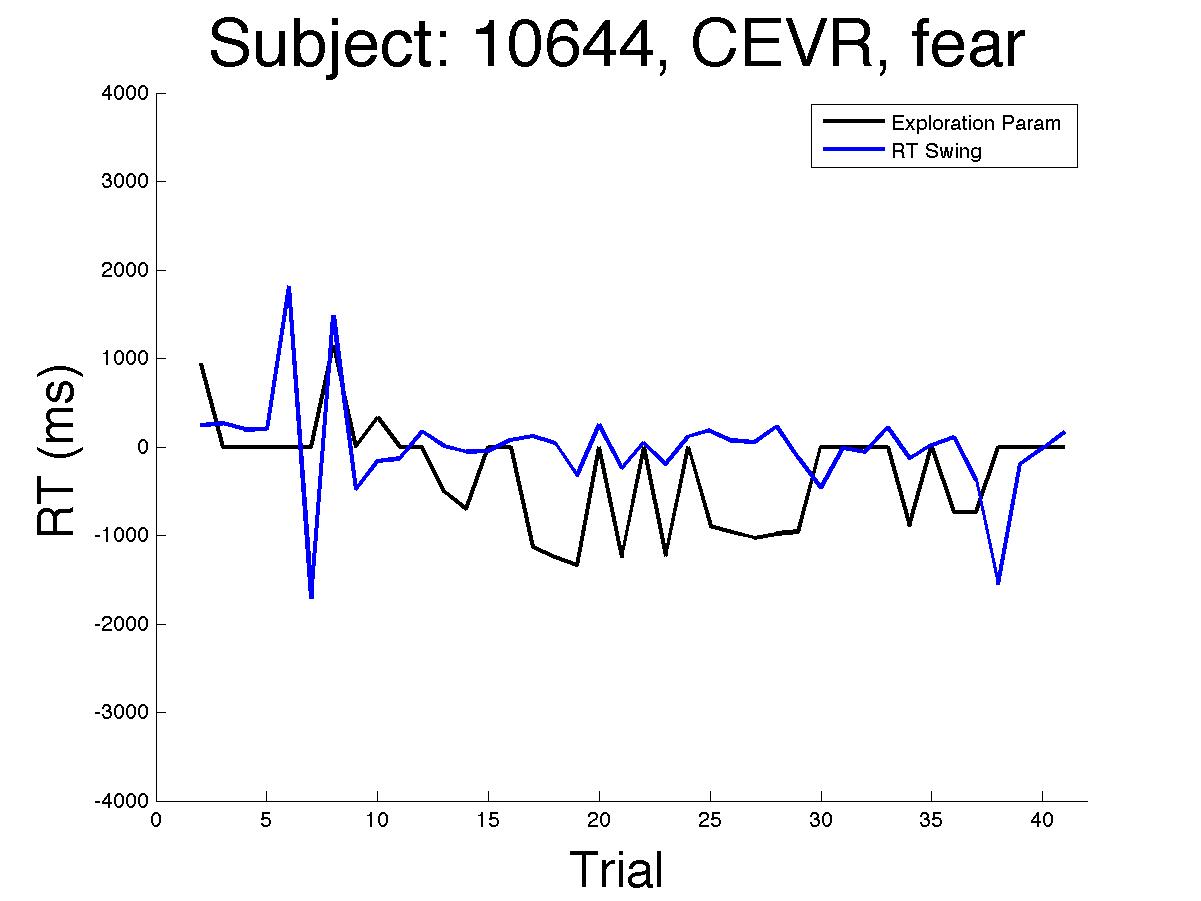 Subject: 10644, CEVR, fear
4000
3000
2000
1000
0
-1000
-2000
-3000
-4000
RT (ms)
Exploration Param
RT Swing
0 5 10 15 20 25 30 35 40
Trial